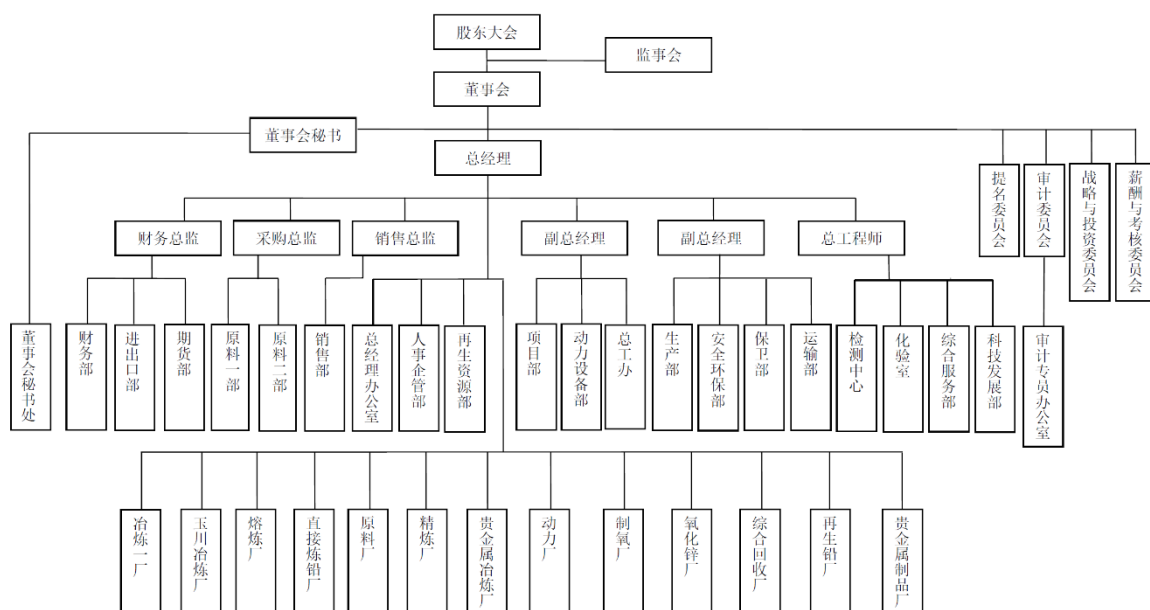 股东大会
监事会
董事会
董事会秘书
总经理
提名委员会
审计委员会
战略与投资委员会
薪酬与考核委员会
财务总监
采购总监
销售总监
副总经理
副总经理
总工程师
董事会秘书处
财务部
进出口部
期货部
原料一部
原料二部
销售部
总经理办公室
人事企管部
再生资源部
项目部
动力设备部
总工办
生产部
安全环保部
保卫部
运输部
检测中心
化验室
综合服务部
科技发展部
审计专员办公室
冶炼一厂
玉川冶炼厂
熔炼厂
直接炼铅厂
原料厂
精炼厂
贵金属冶炼厂
动力厂
制氧厂
氧化锌厂
综合回收厂
再生铅厂
贵金属制品厂